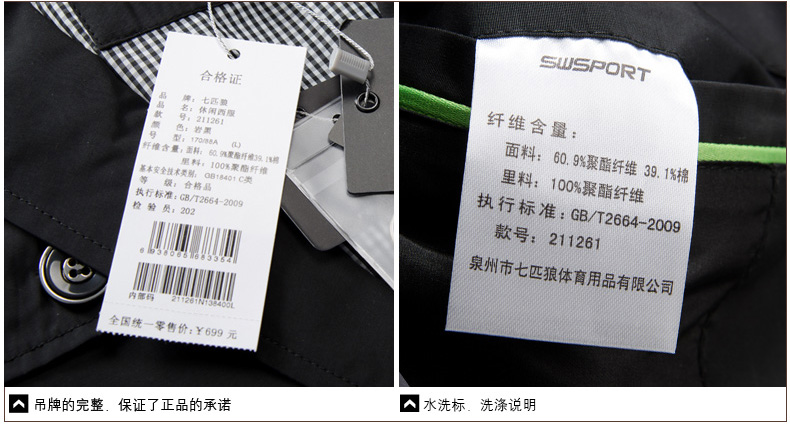 合格证
品 牌:七匹狼
品 名:休闲西服
款 号:211261
颜 色:岩黑
号 型:170/88A (L)
纤维含量:面料: 60.9%聚酯纤维39.1%棉
里料: 100%聚酯纤维
基本安全技术类别: GB18401 C类
等 级:合格品
执行标准:GB/T2664-2009
检 验 员:202
6938065683364
内部码 211261N138400L
全国统一零售价:¥699 元
SWSPORT
纤维含量:
面料: 60.9%聚酯纤维 39.1%棉
里料: 100%聚酯纤维
执行标准:GB/T2664-2009
款号: 211261
泉州市七匹狼体育用品有限公司
吊牌的完整．保证了正品的承诺
水洗标．洗涤说明